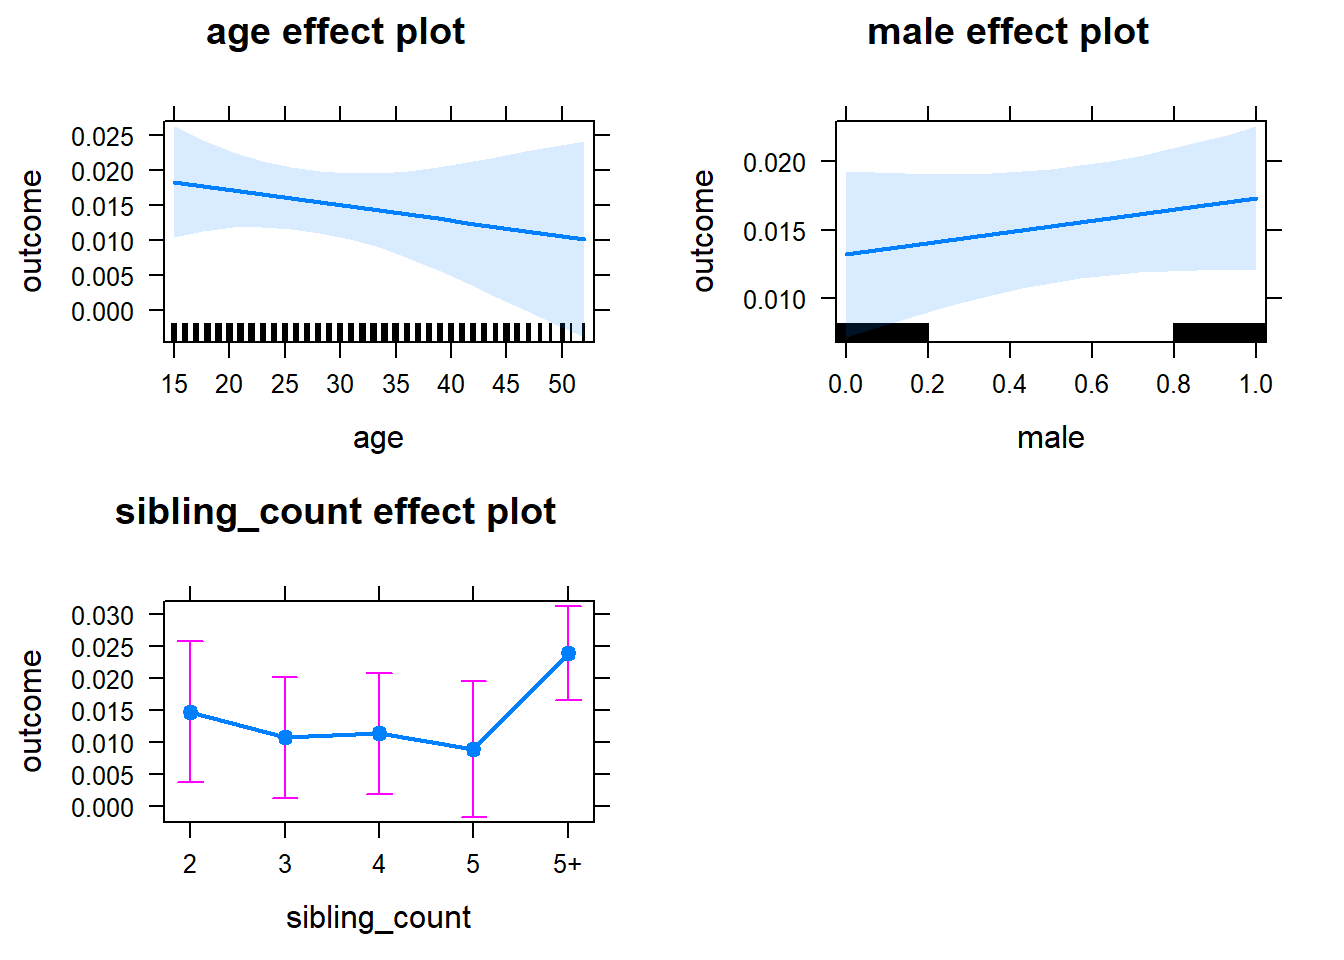 age effect plot
outcome
0.025
0.020
0.015
0.010
0.005
0.000
15 20 25 30 35 40 45 50
age
male effect plot
outcome
0.020
0.015
0.010
0.0 0.2 0.4 0.6 0.8 1.0
male
sibling_count effect plot
outcome
0.030
0.025
0.020
0.015
0.010
0.005
0.000
2 3 4 5 5+
sibling_count